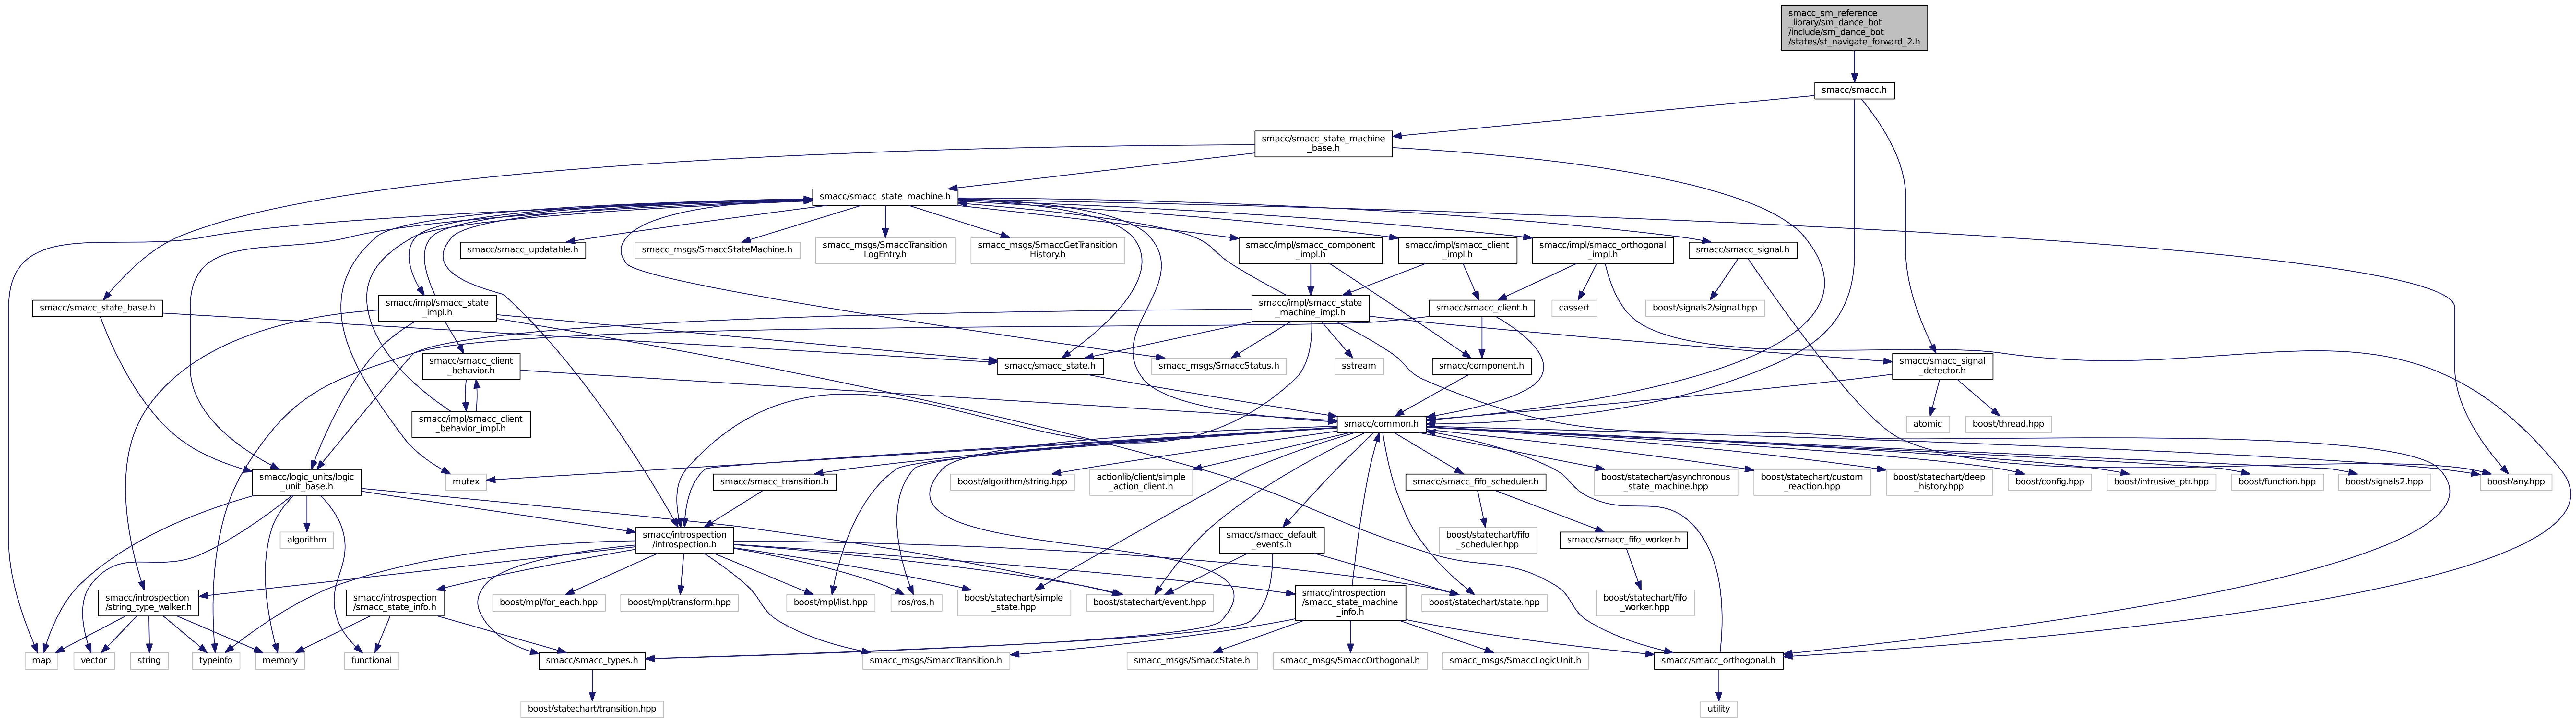 smacc_sm_reference
_library/sm_dance_bot
/include/sm_dance_bot
/states/st_navigate_forward_2.h
smacc/smacc.h
smacc/smacc_state_machine
_base.h
smacc/smacc_state_machine.h
smacc/smacc_updatable.h
smacc_msgs/SmaccStateMachine.h
smacc_msgs/SmaccTransition
LogEntry.h
smacc_msgs/SmaccGetTransition
History.h
smacc/impl/smacc_component
_impl.h
smacc/impl/smacc_client
_impl.h
smacc/impl/smacc_orthogonal
_impl.h
smacc/smacc_signal.h
smacc/smacc_state_base.h
smacc/impl/smacc_state
_impl.h
smacc/impl/smacc_state
_machine_impl.h
smacc/smacc_client.h
cassert
boost/signals2/signal.hpp
smacc/smacc_client
_behavior.h
smacc/smacc_state.h
smacc_msgs/SmaccStatus.h
sstream
smacc/component.h
smacc/smacc_signal
_detector.h
smacc/impl/smacc_client
_behavior_impl.h
smacc/common.h
atomic
boost/thread.hpp
smacc/logic_units/logic
_unit_base.h
mutex
smacc/smacc_transition.h
boost/algorithm/string.hpp
actionlib/client/simple
_action_client.h
smacc/smacc_fifo_scheduler.h
boost/statechart/asynchronous
_state_machine.hpp
boost/statechart/custom
_reaction.hpp
boost/statechart/deep
_history.hpp
boost/config.hpp
boost/intrusive_ptr.hpp
boost/function.hpp
boost/signals2.hpp
boost/any.hpp
algorithm
smacc/introspection
/introspection.h
smacc/smacc_default
_events.h
boost/statechart/fifo
_scheduler.hpp
smacc/smacc_fifo_worker.h
smacc/introspection
/string_type_walker.h
smacc/introspection
/smacc_state_info.h
boost/mpl/for_each.hpp
boost/mpl/transform.hpp
boost/mpl/list.hpp
ros/ros.h
boost/statechart/simple
_state.hpp
boost/statechart/event.hpp
smacc/introspection
/smacc_state_machine
_info.h
boost/statechart/state.hpp
boost/statechart/fifo
_worker.hpp
map
vector
string
typeinfo
memory
functional
smacc/smacc_types.h
smacc_msgs/SmaccTransition.h
smacc_msgs/SmaccState.h
smacc_msgs/SmaccOrthogonal.h
smacc_msgs/SmaccLogicUnit.h
smacc/smacc_orthogonal.h
boost/statechart/transition.hpp
utility